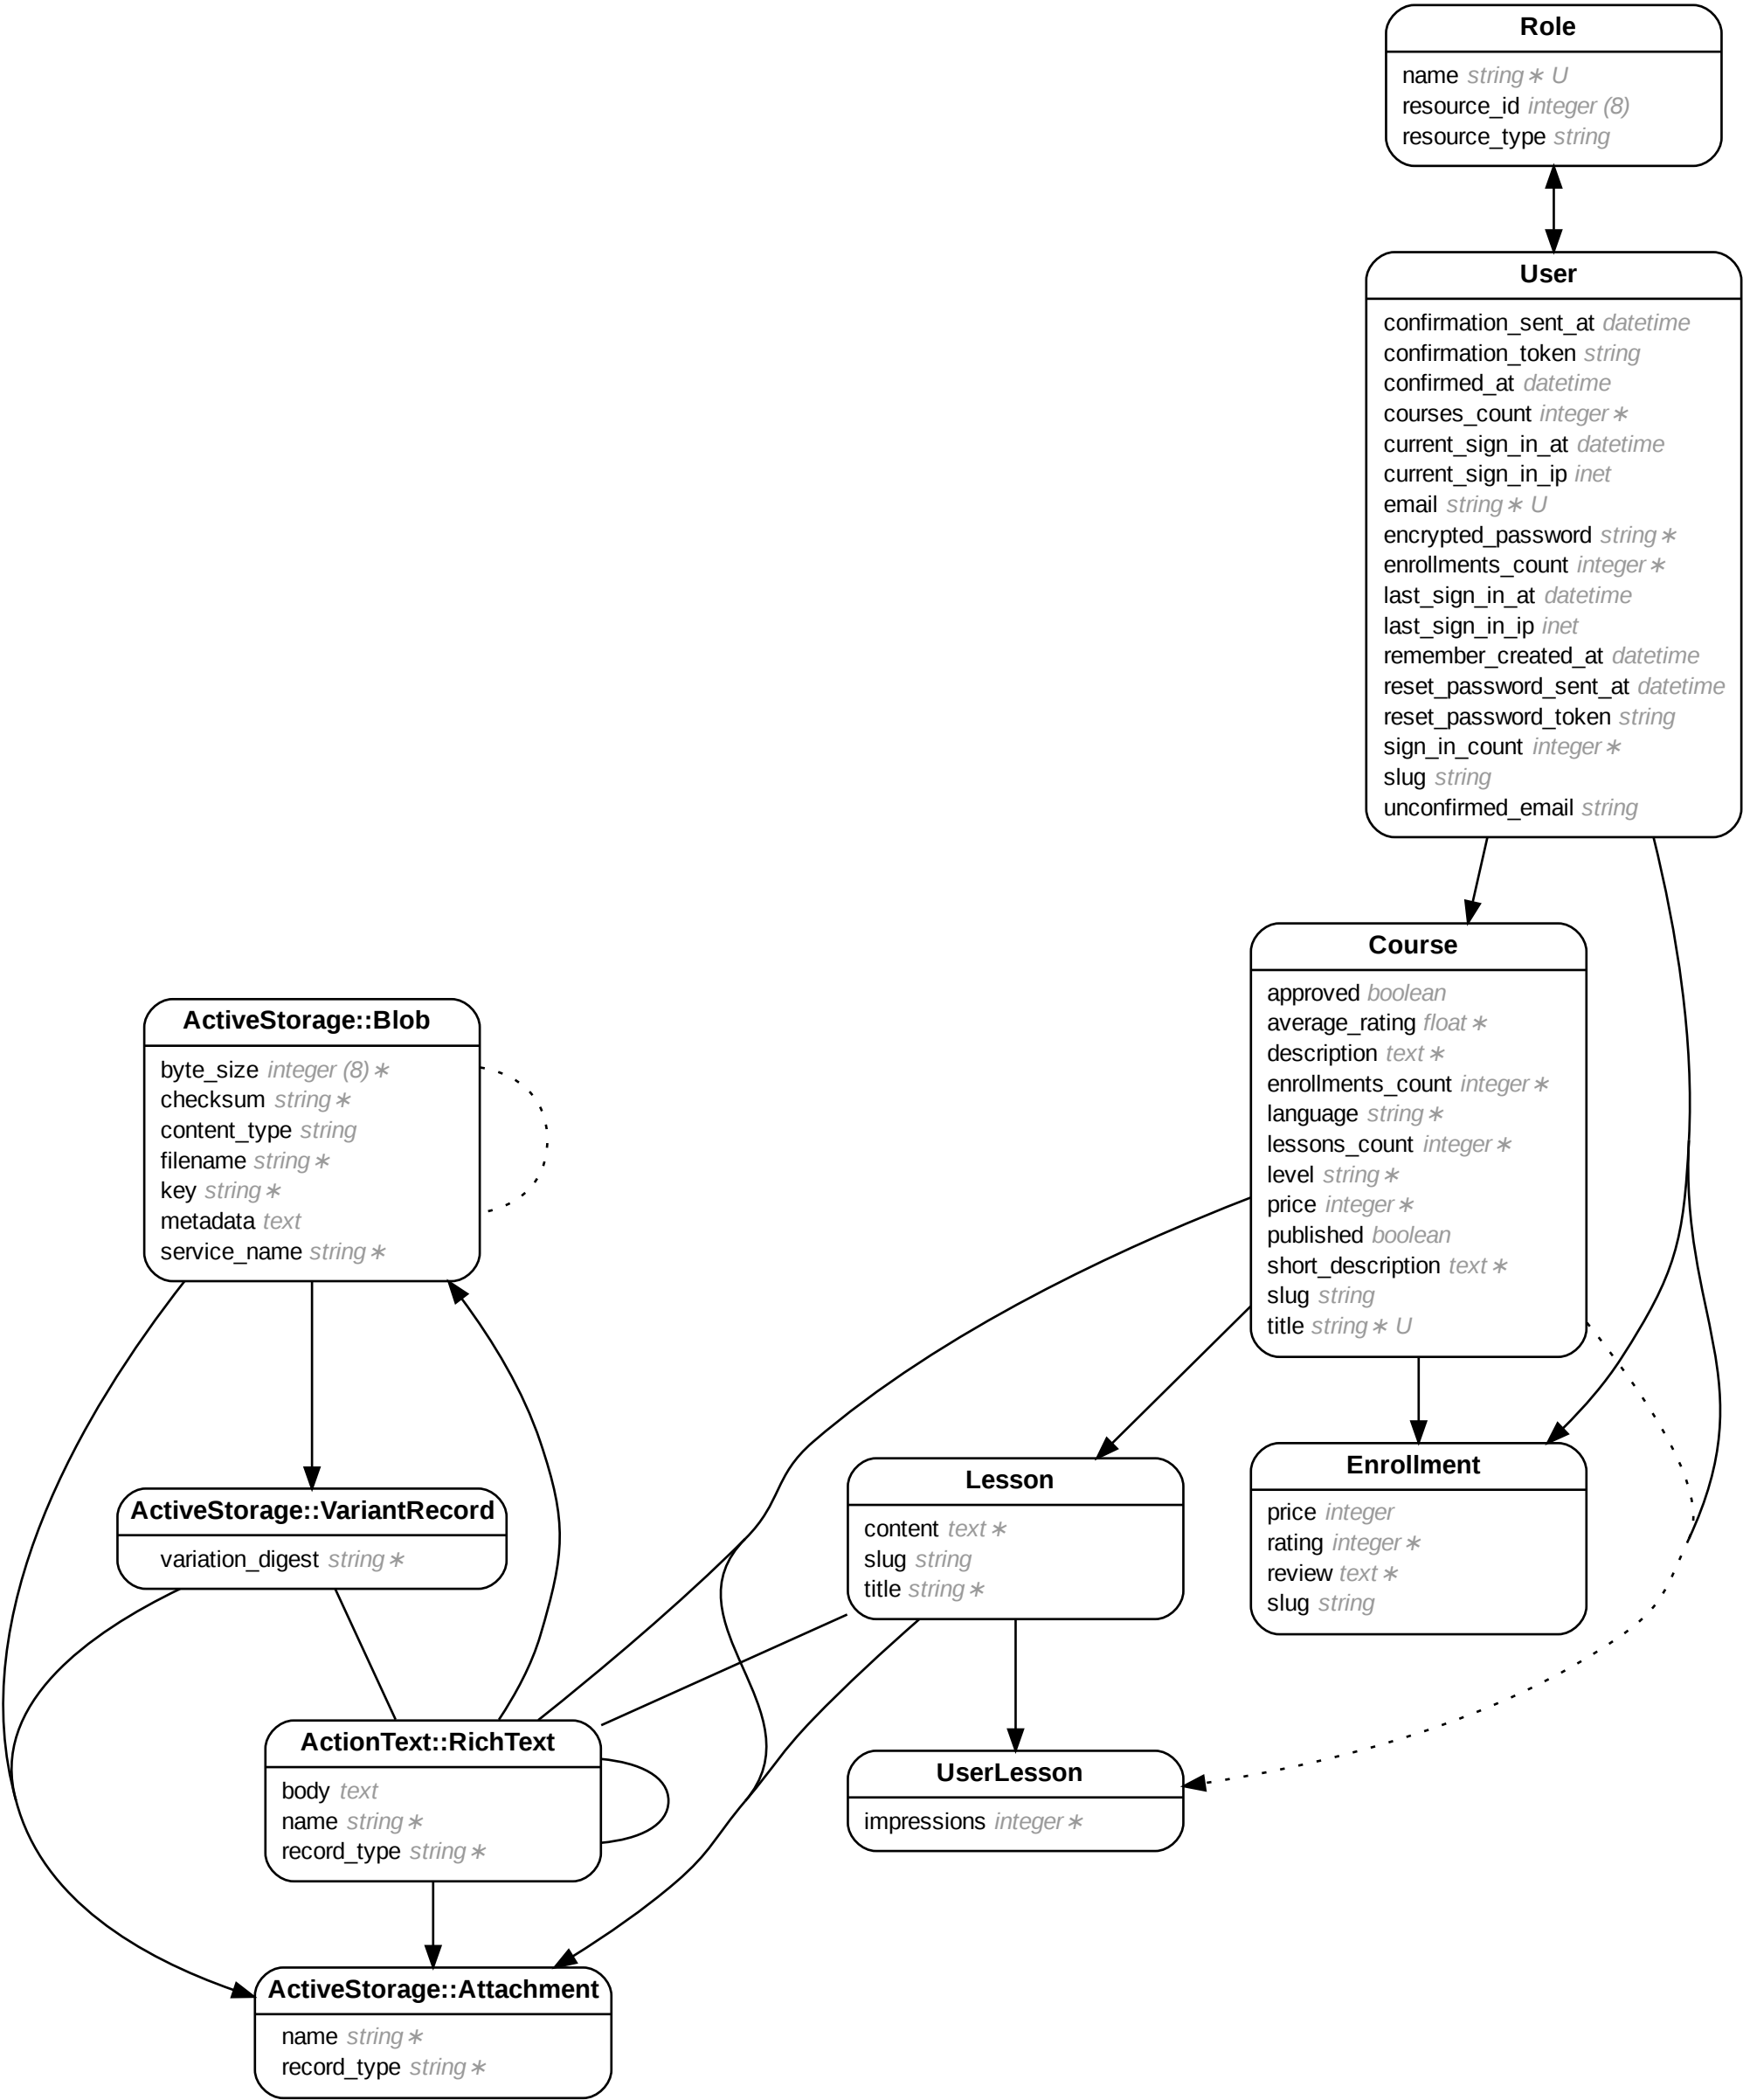 Role
name string∗ U
resource_id integer (8)
resource_type string
User
confirmation_sent_at datetime
confirmation_token string
confirmed_at datetime
courses_count integer∗
current_sign_in_at datetime
current_sign_in_ip inet
email string∗ U
encrypted_password string∗
enrollments_count integer∗
last_sign_in_at datetime
last_sign_in_ip inet
remember_created_at datetime
reset_password_sent_at datetime
reset_password_token string
sign_in_count integer∗
slug string
unconfirmed_email string
Course
approved boolean
average_rating float∗
description text∗
enrollments_count integer∗
language string∗
lessons_count integer∗
level string∗
price integer∗
published boolean
short_description text∗
slug string
title string∗ U
ActiveStorage::Blob
byte_size integer (8)∗
checksum string∗
content_type string
filename string∗
key string∗
metadata text
service_name string∗
Enrollment
price integer
rating integer∗
review text∗
slug string
Lesson
content text∗
slug string
title string∗
ActiveStorage::VariantRecord
variation_digest string∗
ActionText::RichText
body text
name string∗
record_type string∗
UserLesson
impressions integer∗
ActiveStorage::Attachment
name string∗
record_type string∗